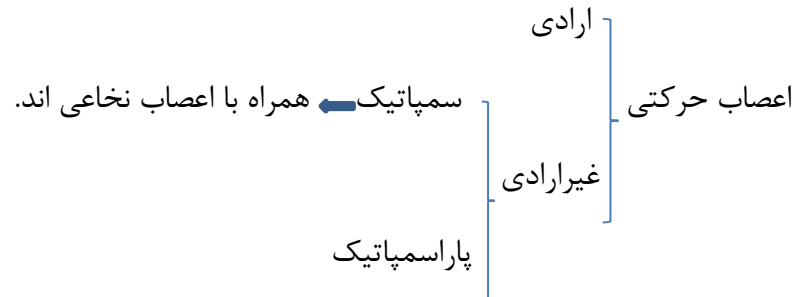 ارادی
اعصاب حرکتی
سمپاتیک همراه با اعصاب نخاعی اند.
غیرارادی
پاراسمپاتیک